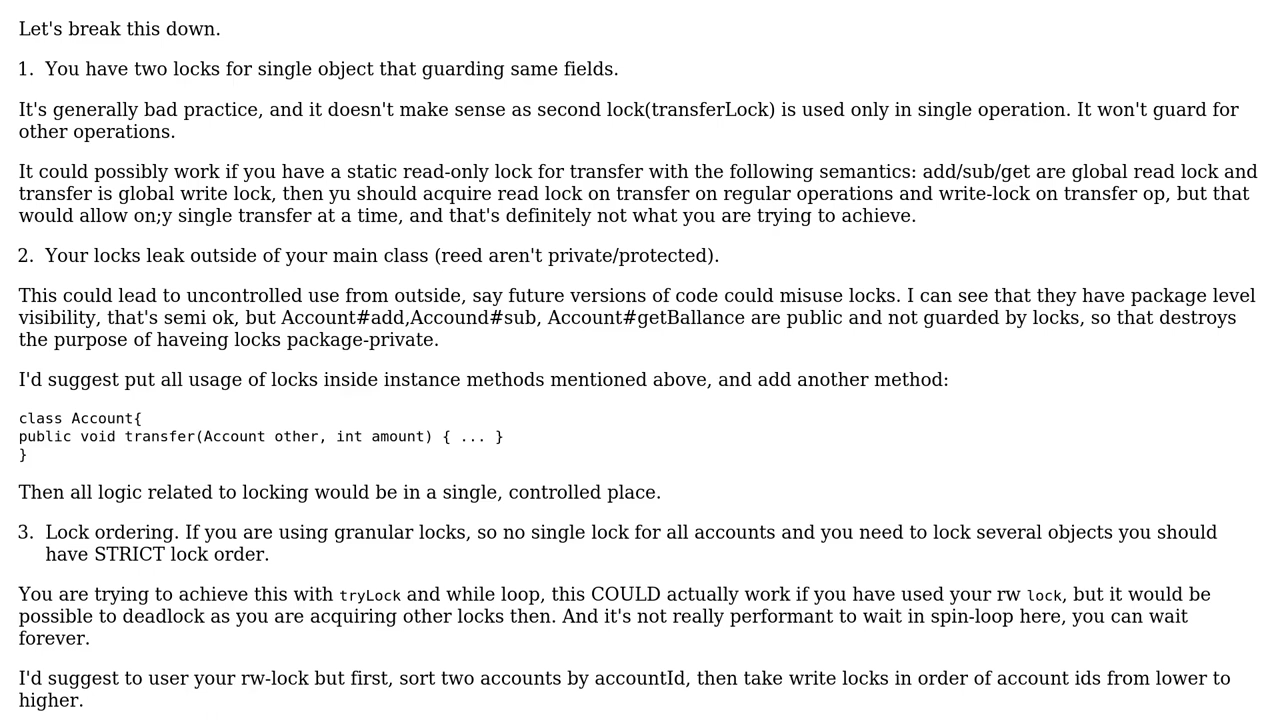 Let's break this down.
1. You have two locks for single object that guarding same fields.
It's generally bad practice, and it doesn't make sense as second lock(transferLock) is used only in single operation. It won't guard for
other operations.
It could possibly work if you have a static read-only lock for transfer with the following semantics: add/sub/get are global read lock and
transfer is global write lock, then yu should acquire read lock on transfer on regular operations and write-lock on transfer op, but that
would allow on;y single transfer at a time, and that's definitely not what you are trying to achieve.
2. Your locks leak outside of your main class (reed aren't private/protected).
This could lead to uncontrolled use from outside, say future versions of code could misuse locks. I can see that they have package level
visibility, that's semi ok, but Account#add,Accound#sub, Account#getBallance are public and not guarded by locks, so that destroys
the purpose of haveing locks package-private.
I'd suggest put all usage of locks inside instance methods mentioned above, and add another method:
class Account{
public void transfer(Account other, int amount) { ... }
}
Then all logic related to locking would be in a single, controlled place.
3. Lock ordering. If you are using granular locks, so no single lock for all accounts and you need to lock several objects you should
have STRICT lock order.
You are trying to achieve this with tryLock and while loop, this COULD actually work if you have used your rw lock, but it would be
possible to deadlock as you are acquiring other locks then. And it's not really performant to wait in spin-loop here, you can wait
forever.
I'd suggest to user your rw-lock but first, sort two accounts by accountId, then take write locks in order of account ids from lower to
higher.